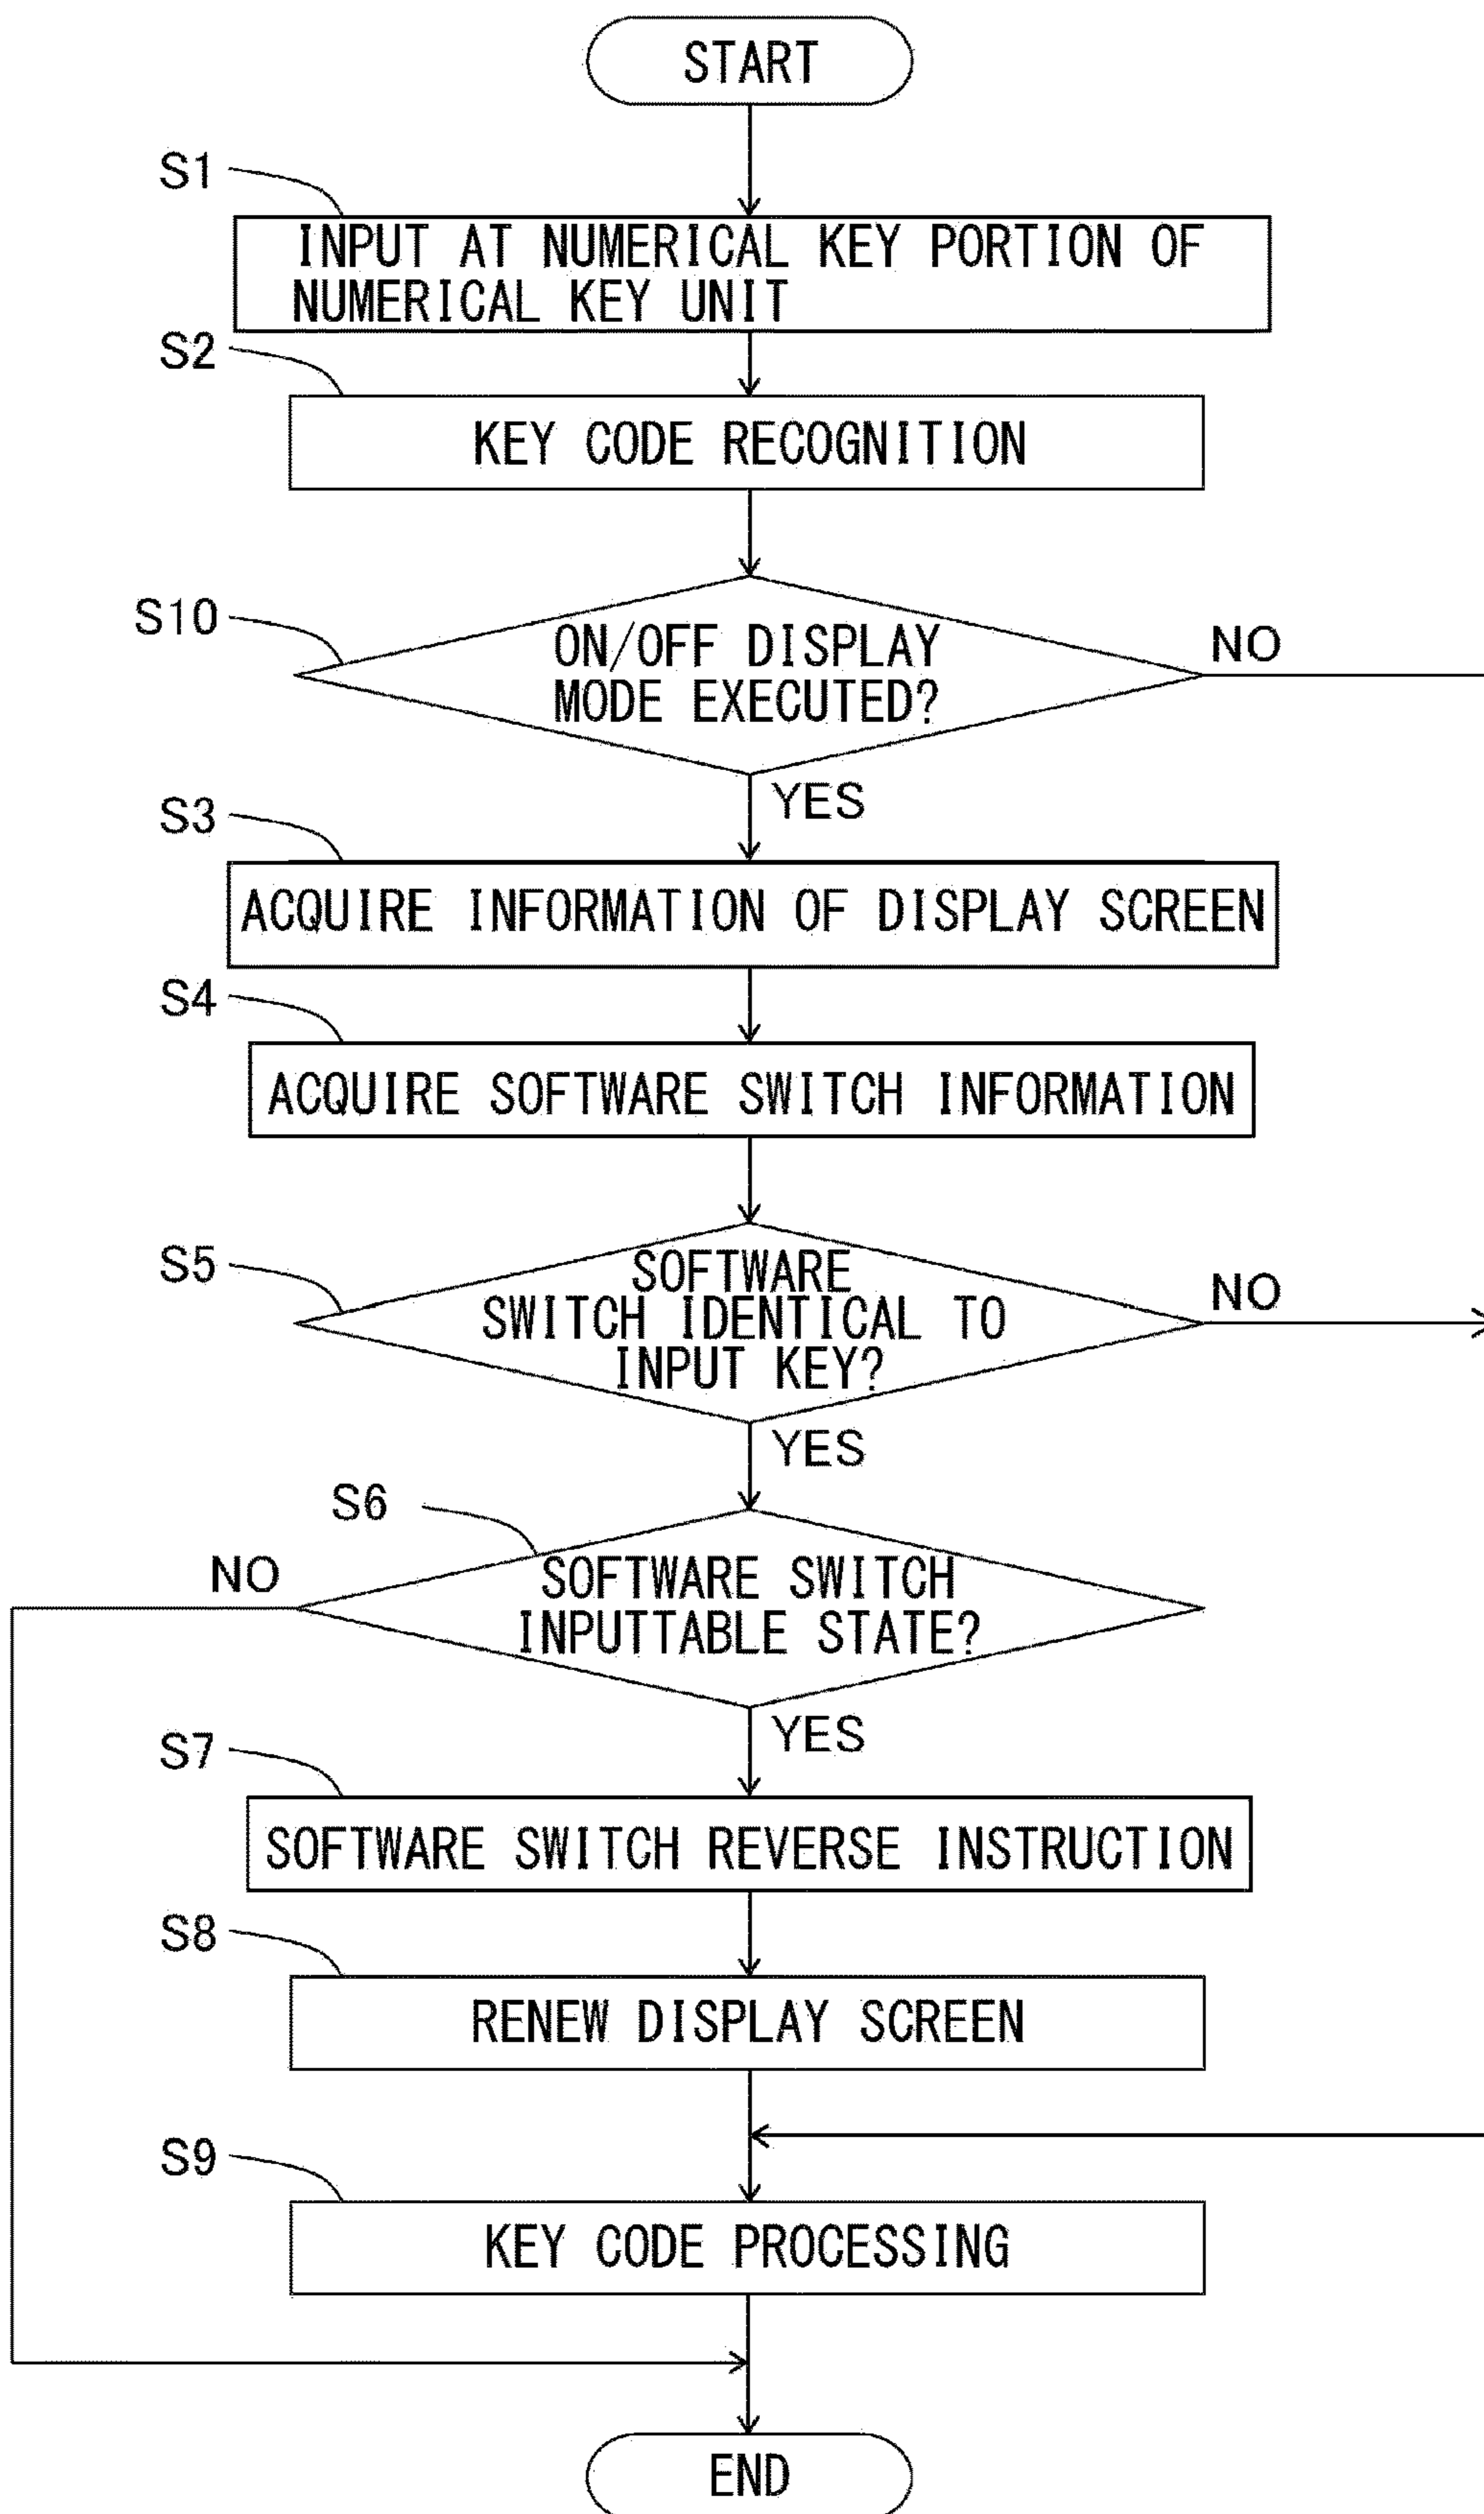 START
S1
INPUT AT NUMERICAL KEY PORTION OF
NUMERICAL KEY UNIT
S2
KEY CODE RECOGNITION
S10
ON/OFF DISPLAY
MODE EXECUTED?
NO
YES
S3
ACQUIRE INFORMATION OF DISPLAY SCREEN
S4
ACQUIRE SOFTWARE SWITCH INFORMATION
S5
SOFTWARE
SWITCH IDENTICAL TO
INPUT KEY?
NO
YES
S6
NO
SOFTWARE SWITCH
INPUTTABLE STATE?
YES
S7
SOFTWARE SWITCH REVERSE INSTRUCTION
S8
RENEW DISPLAY SCREEN
S9
KEY CODE PROCESSING
END